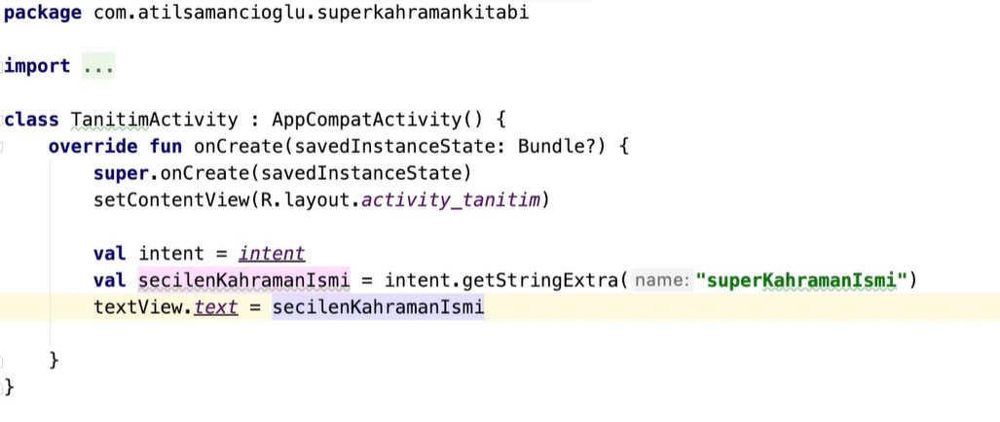 package com.atilsamancioglu.superkahramankitabi
import ...
class TanitimActivity : AppCompatActivity() {
override fun onCreate(savedInstanceState: Bundle?) {
super.onCreate(savedInstanceState)
setContentView(R.layout.activity_tanitim)
val intent = intent
val secilenKahramanIsmi = intent.getStringExtra( name: "superKahramanIsmi")
textView.text = secilenKahramanIsmi
}
}